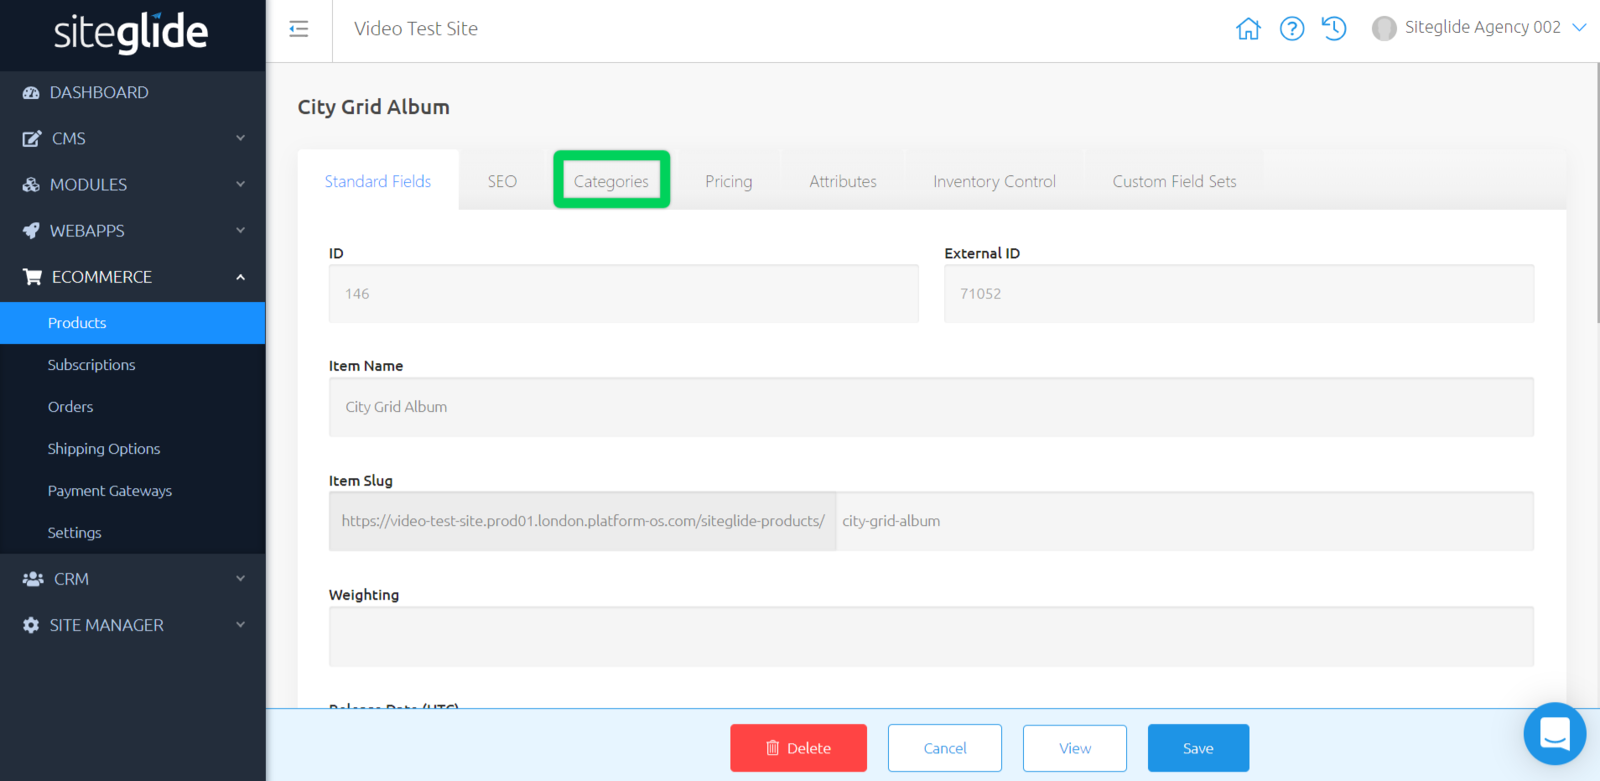 siteglide
Video Test Site
Siteglide Agency 002
DASHBOARD
CMS
MODULES
WEBAPPS
ECOMMERCE
Products
Subscriptions
Orders
Shipping Options
Payment Gateways
Settings
CRM
SITE MANAGER
City Grid Album
Standard Fields SEO Categories Pricing Attributes Inventory Control Custom Field Sets
ID External ID
146 71052
Item Name
City Grid Album
Item Slug
https://video-test-site.prod01.london.platform-os.com/siteglide-products/ city-grid-album
Weighting
Release Date (UTC)
Delete Cancel View Save